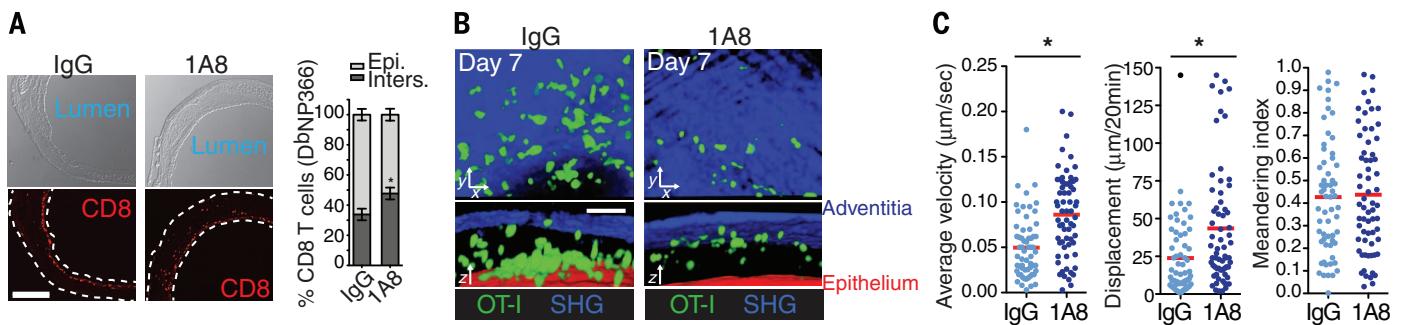 A
IgG
1A8
Lumen
Lumen
CD8
CD8
% CD8 T cells (DbNP366)
Epi.
Inters.
100
80
60
40
20
0
*
IgG
1A8
B
IgG
1A8
Day 7
Day 7
y
x
y
x
z
z
Adventitia
Epithelium
OT-I SHG
OT-I SHG
C
*
Average velocity (μm/sec)
0.25
0.20
0.15
0.10
0.05
0.00
IgG 1A8
*
Displacement (μm/20min)
150
125
100
75
50
25
0
IgG 1A8
Meandering index
1.0
0.9
0.8
0.7
0.6
0.5
0.4
0.3
0.2
0.1
0.0
IgG 1A8